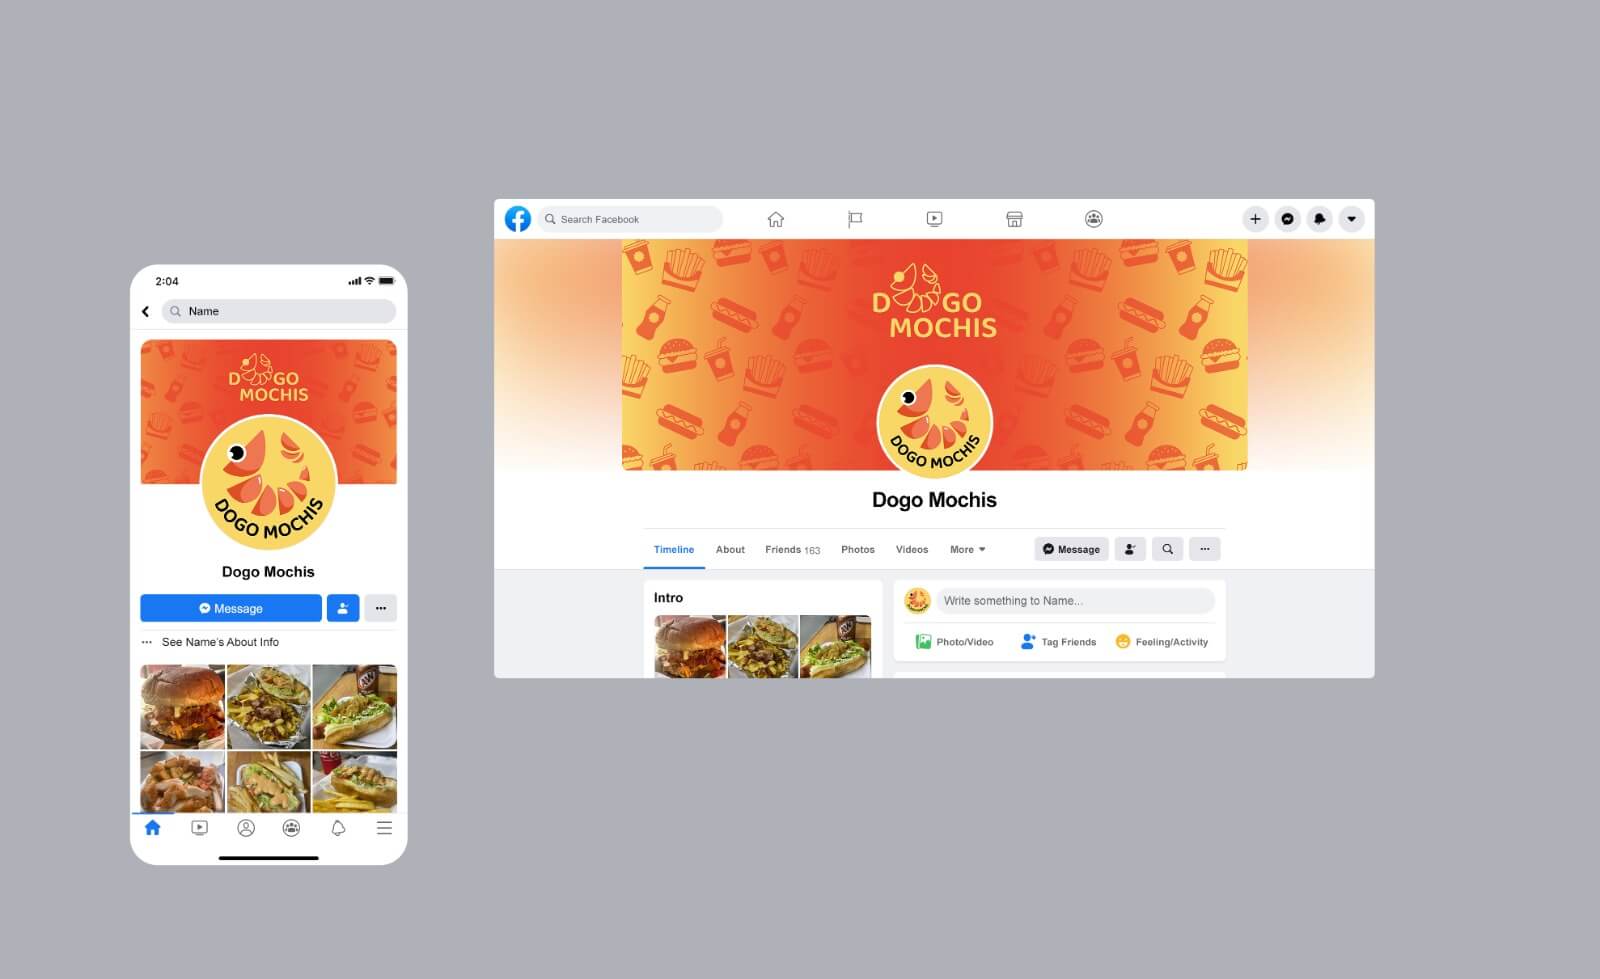 2:04
Name
DOGO
MOCHIS
DOGO MOCHIS
Dogo Mochis
Message
See Name's About Info
Search Facebook
DOGO
MOCHIS
DOGO MOCHIS
Dogo Mochis
Timeline About Friends 163 Photos Videos More Message
Intro
Write something to Name...
Photo/Video Tag Friends Feeling/Activity